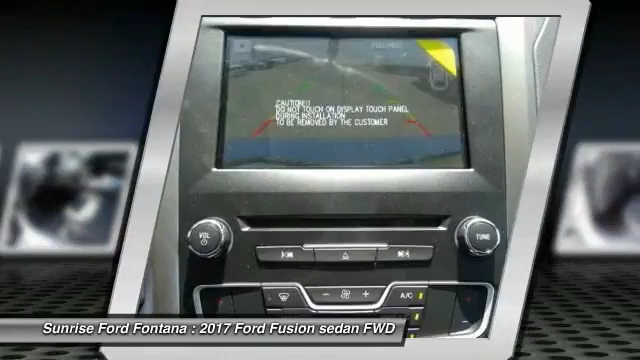 CAUTION!!!
DO NOT TOUCH ON DISPLAY TOUCH PANEL
DURING INSTALLATION
TO BE REMOVED BY THE CUSTOMER
VOL
TUNE
A/C
Sunrise Ford Fontana : 2017 Ford Fusion sedan FWD